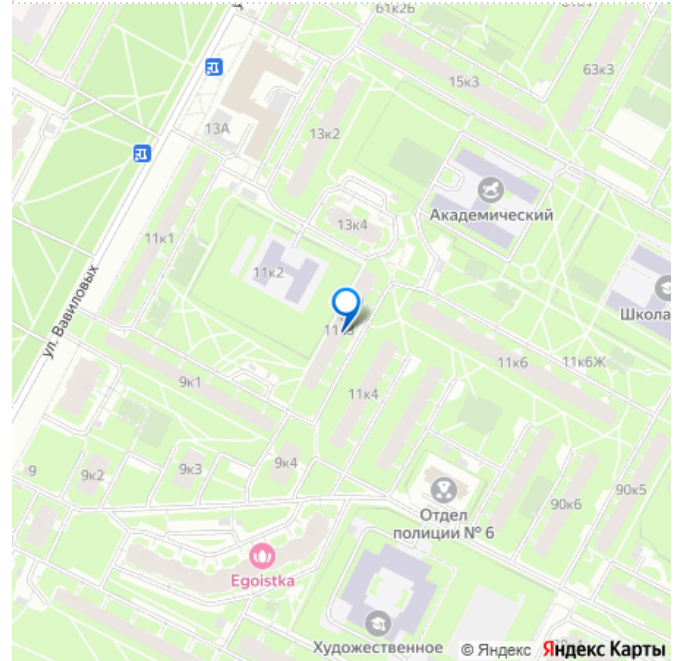 61к2Б
15к3
63к3
13А
13к2
Академический
13к4
11к1
11к2
Школа
ул. Вавиловых
11к6
11к6Ж
9к1
11к4
9
9к2
9к3
9к4
90к6
90к5
Отдел
полиции № 6
Egoistka
Художественное
© Яндекс
Яндекс Карты